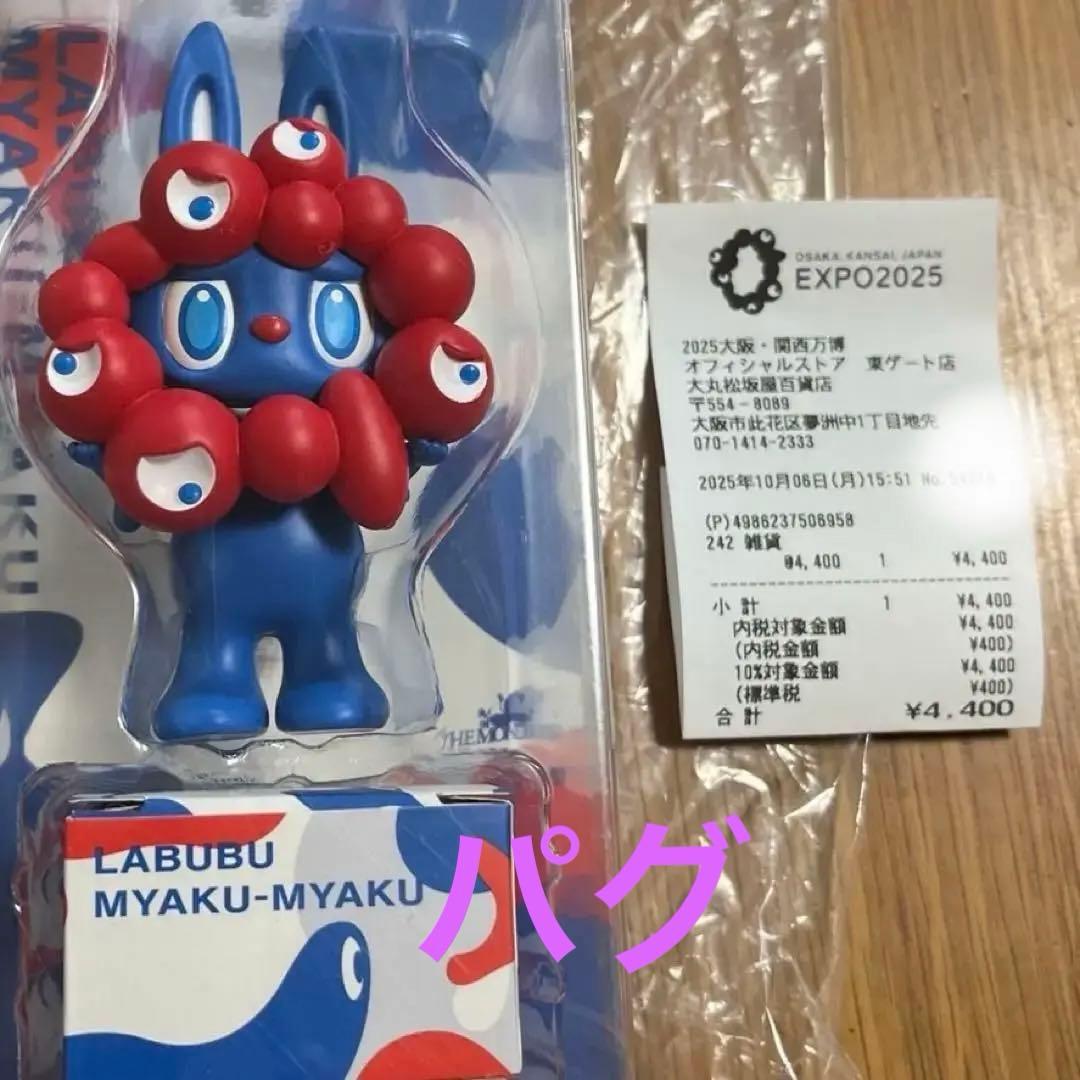 LABUBU
MYAKU-MYAKU
パグ
OSAKA, KANSAI, JAPAN
EXPO2025
2025大阪・関西万博
オフィシャルストア 東ゲート店
大丸松坂屋百貨店
〒554-8089
大阪市此花区夢洲中1丁目地先
070-1414-2333
2025年10月06日(月)15:51 No.
(P)4986237506958
242 雑貨
@4,400 1 ¥4,400
小計 1 ¥4,400
内税対象金額 ¥4,400
(内税金額 ¥400)
10%対象金額 ¥4,400
(標準税 ¥400)
合計 ¥4,400